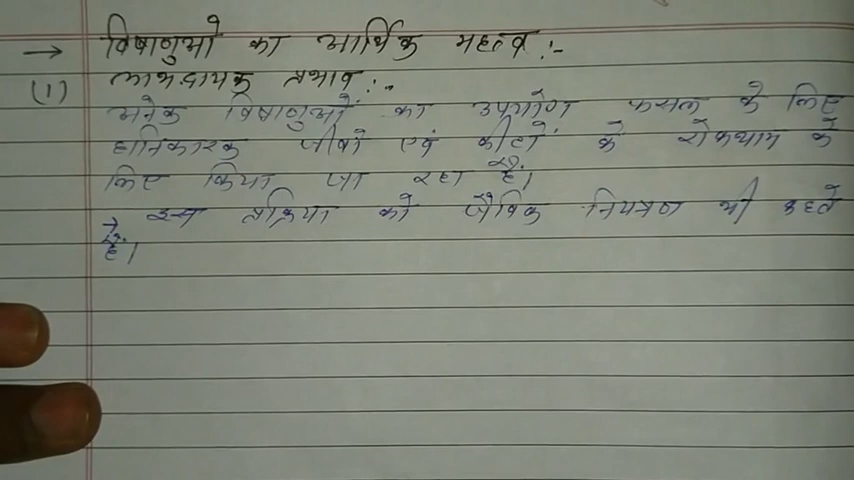 → विषाणुओ का आर्थिक महत्व :-
(1) लाभदायक प्रभाव :-
अनेक विषाणुओं का उपयोग फसल के लिए
हानिकारक जीवो एवं कीटों के रोकथाम के
लिए किया जा रहा है।
इस प्रक्रिया को जैविक नियंत्रण भी कहते
हैं।